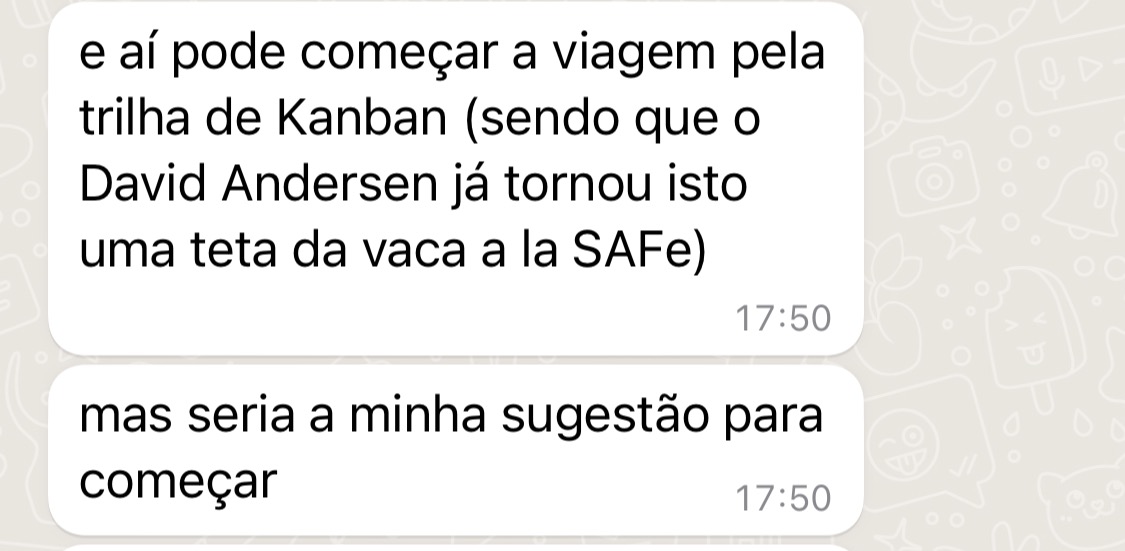 e aí pode começar a viagem pela
trilha de Kanban (sendo que o
David Andersen já tornou isto
uma teta da vaca a la SAFe)
17:50
mas seria a minha sugestão para
começar
17:50